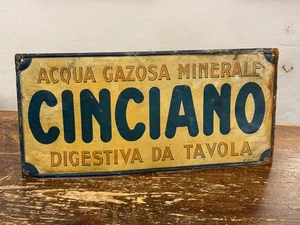 ACQUA GAZOSA MINERALE
CINCIANO
DIGESTIVA DA TAVOLA